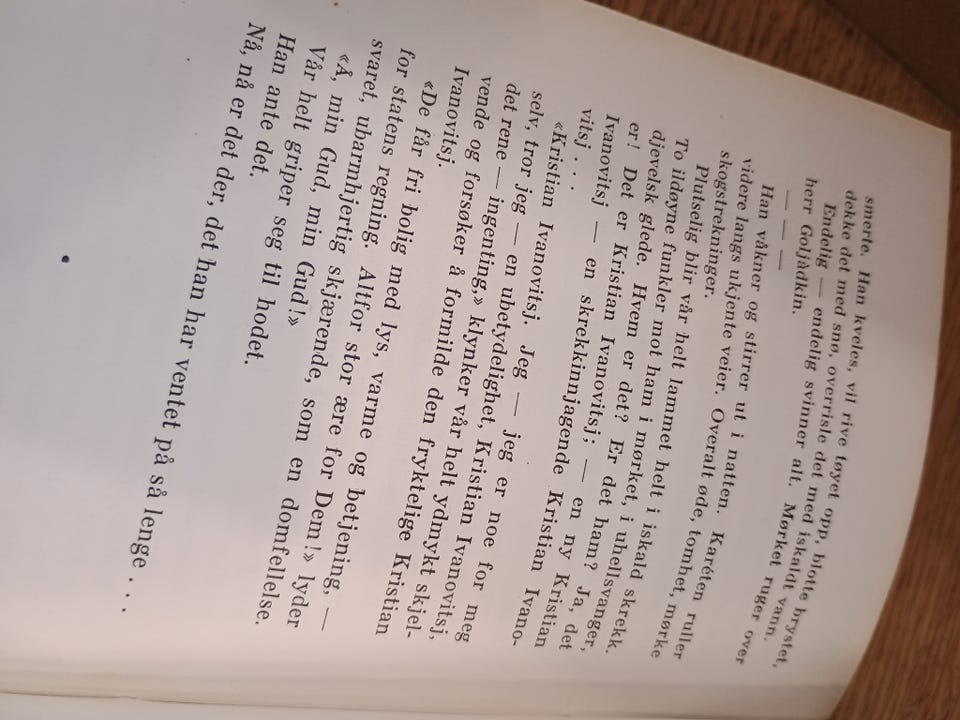 smerte. Han kveles, vil rive tøyet opp, blotte brystet,
dekke det med snø, overrisle det med iskaldt vann.
Endelig — endelig svinner alt. Mørket ruger over
herr Goljàdkin.
— — —
Han våkner og stirrer ut i natten. Karéten ruller
videre langs ukjente veier. Overalt øde, tomhet, mørke
skogstrekninger.
Plutselig blir vår helt lammet helt i iskald skrekk.
To ildøyne funkler mot ham i mørket, i uhellsvanger,
djevelsk glede. Hvem er det? Er det ham? Ja, det
er! Det er Kristian Ivanovitsj; — en ny Kristian
Ivanovitsj — en skrekkinnjagende Kristian Ivano-
vitsj . . .
«Kristian Ivanovitsj. Jeg — jeg er noe for meg
selv, tror jeg — en ubetydelighet, Kristian Ivanovitsj,
det rene — ingenting,» klynker vår helt ydmykt skjel-
vende og forsøker å formilde den fryktelige Kristian
Ivanovitsj.
«De får fri bolig med lys, varme og betjening, —
for statens regning. Altfor stor ære for Dem!» lyder
svaret, ubarmhjertig skjærende, som en domfellelse.
«Å, min Gud, min Gud!»
Vår helt griper seg til hodet.
Han ante det.
Nå, nå er det der, det han har ventet på så lenge . . .